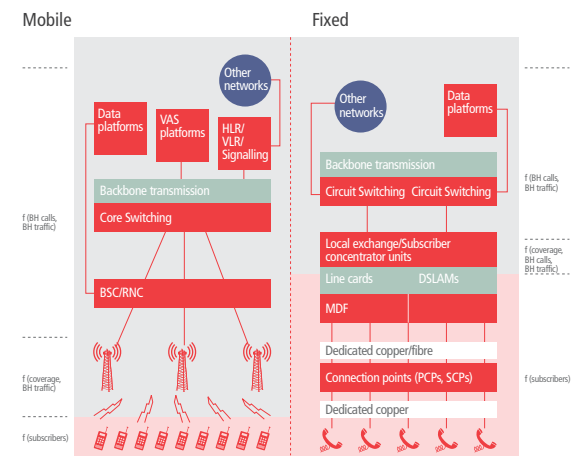 Mobile
Fixed
Other
networks
Data
platforms
VAS
platforms
HLR/
VLR/
Signalling
Backbone transmission
Core Switching
BSC/RNC
f (BH calls,
BH traffic)
f (coverage,
BH traffic)
f (subscribers)
Other
networks
Data
platforms
Backbone transmission
Circuit Switching Circuit Switching
Local exchange/Subscriber
concentrator units
Line cards DSLAMs
MDF
Dedicated copper/fibre
Connection points (PCPs, SCPs)
Dedicated copper
f (BH calls,
BH traffic)
f (coverage,
BH calls,
BH traffic)
f (subscribers)